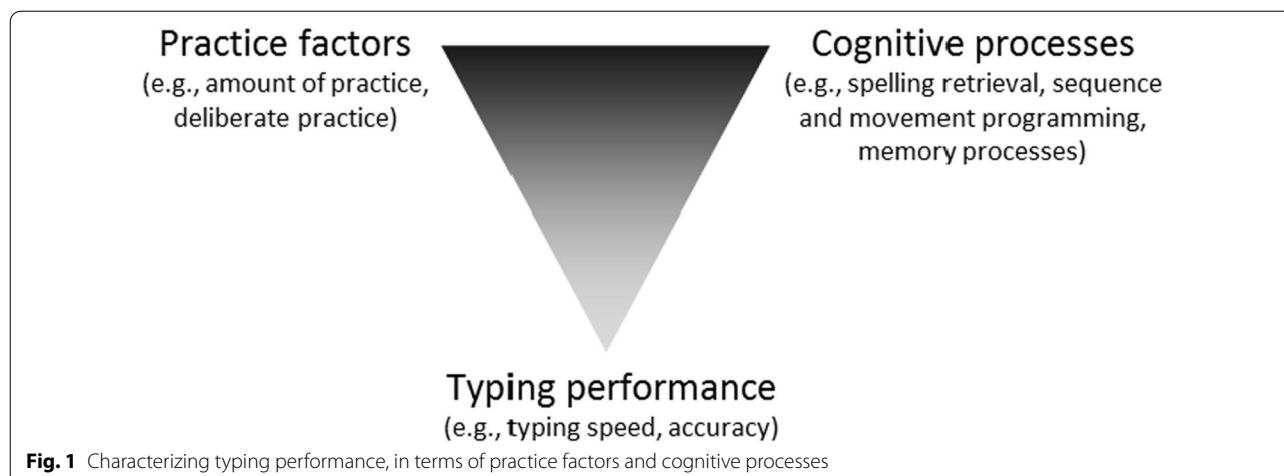 Practice factors
(e.g., amount of practice,
deliberate practice)
Cognitive processes
(e.g., spelling retrieval, sequence
and movement programming,
memory processes)
Typing performance
(e.g., typing speed, accuracy)
Fig. 1 Characterizing typing performance, in terms of practice factors and cognitive processes